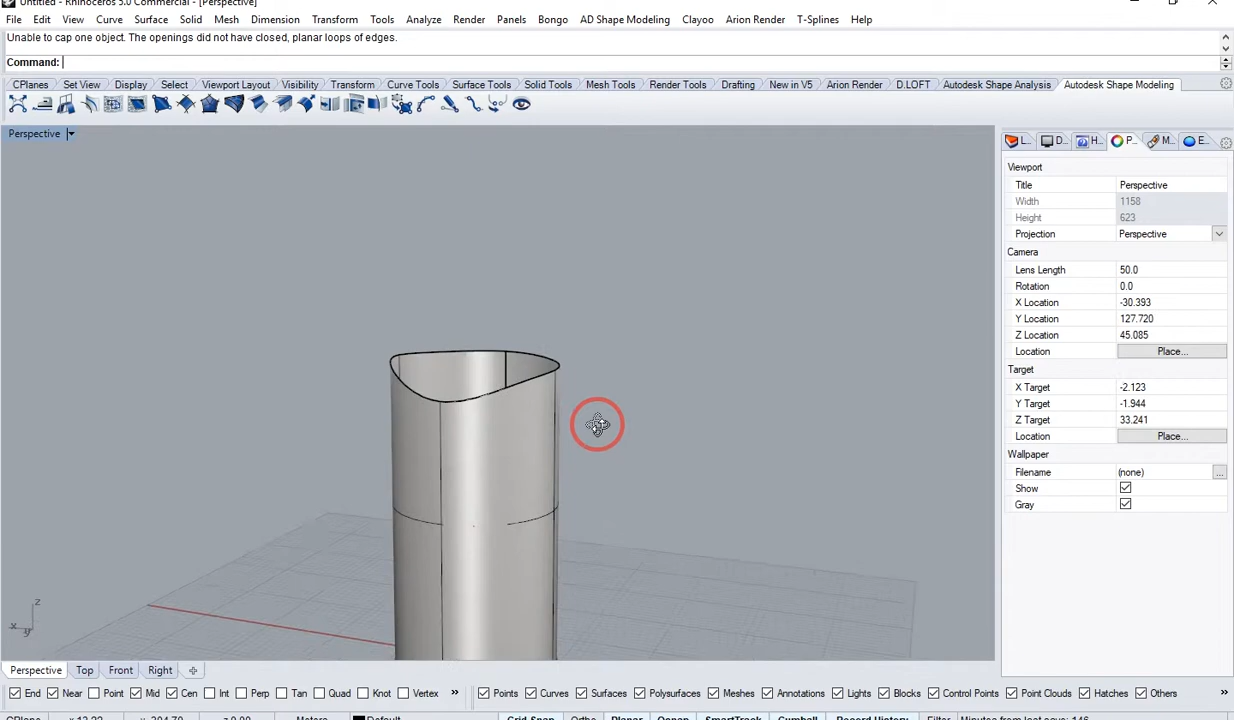 Untitled - Rhinoceros 5.0 Commercial - [Perspective]
File Edit View Curve Surface Solid Mesh Dimension Transform Tools Analyze Render Panels Bongo AD Shape Modeling Clayoo Arion Render T-Splines Help
Unable to cap one object. The openings did not have closed, planar loops of edges.
Command:
CPlanes Set View Display Select Viewport Layout Visibility Transform Curve Tools Surface Tools Solid Tools Mesh Tools Render Tools Drafting New in V5 Arion Render D.LOFT Autodesk Shape Analysis Autodesk Shape Modeling
Perspective
L... D... H... P... M... E...
Viewport
Title Perspective
Width 1158
Height 623
Projection Perspective
Camera
Lens Length 50.0
Rotation 0.0
X Location -30.393
Y Location 127.720
Z Location 45.085
Location Place...
Target
X Target -2.123
Y Target -1.944
Z Target 33.241
Location Place...
Wallpaper
Filename (none) ...
Show
Gray
z
x y
Perspective Top Front Right
End Near Point Mid Cen Int Perp Tan Quad Knot Vertex » Points Curves Surfaces Polysurfaces Meshes Annotations Lights Blocks Control Points Point Clouds Hatches Others »
CPlane x 13.22 Meters Default Grid Snap Ortho Planar Osnap SmartTrack Gumball Record History Filter Minutes from last save: 146